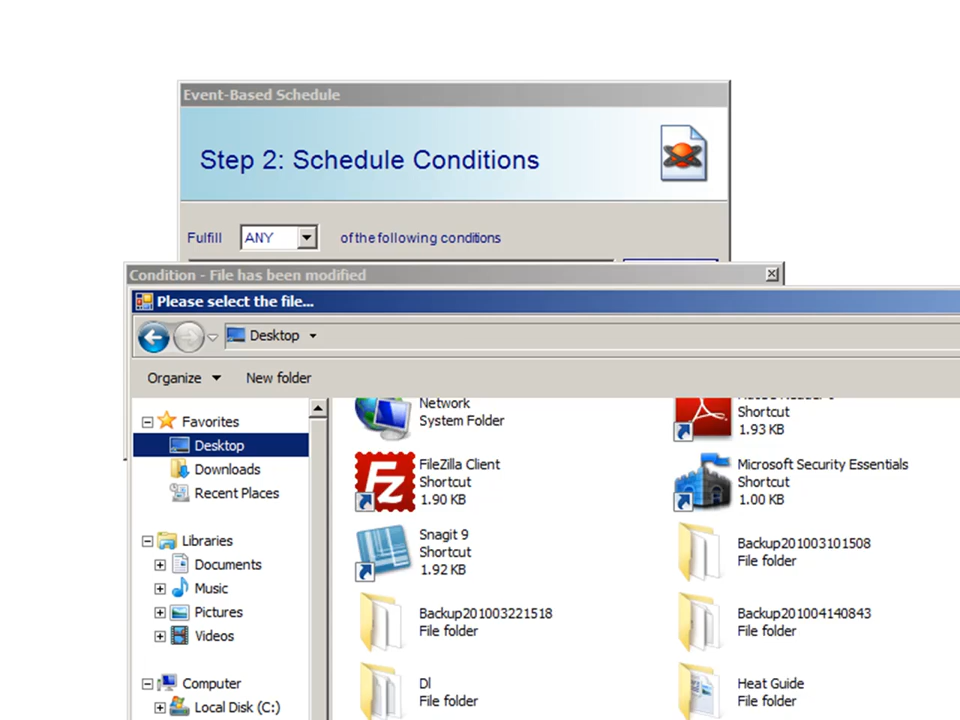 Event-Based Schedule
Step 2: Schedule Conditions
Fulfill ANY of the following conditions
Condition - File has been modified
Please select the file...
Desktop
Organize New folder
Favorites
Desktop
Downloads
Recent Places
Libraries
Documents
Music
Pictures
Videos
Computer
Local Disk (C:)
Network
System Folder
Shortcut
1.93 KB
FileZilla Client
Shortcut
1.90 KB
Microsoft Security Essentials
Shortcut
1.00 KB
Snagit 9
Shortcut
1.92 KB
Backup201003101508
File folder
Backup201003221518
File folder
Backup201004140843
File folder
DI
File folder
Heat Guide
File folder